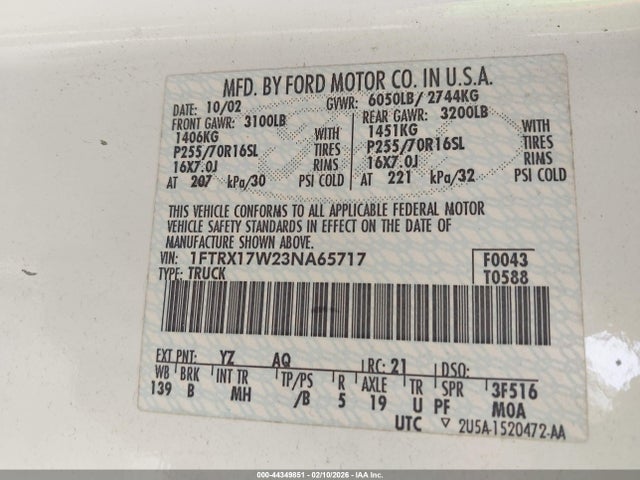 MFD. BY FORD MOTOR CO. IN U.S.A.
DATE: 10/02 GVWR: 6050LB/ 2744KG
FRONT GAWR: 3100LB REAR GAWR: 3200LB
1406KG WITH 1451KG WITH
P255/70R16SL TIRES P255/70R16SL TIRES
16X7.0J RIMS 16X7.0J RIMS
AT 207 kPa/30 PSI COLD AT 221 kPa/32 PSI COLD
THIS VEHICLE CONFORMS TO ALL APPLICABLE FEDERAL MOTOR
VEHICLE SAFETY STANDARDS IN EFFECT ON THE DATE OF
MANUFACTURE SHOWN ABOVE.
VIN: 1FTRX17W23NA65717 F0043
TYPE: TRUCK T0588
EXT PNT: YZ AQ RC: 21 DSO:
WB BRK INT TR TP/PS R AXLE TR SPR 3F516
139 B MH /B 5 19 U PF MOA
UTC ▽ 2U5A-1520472-AA
000-44349851 - 02/10/2026 - IAAI.COM